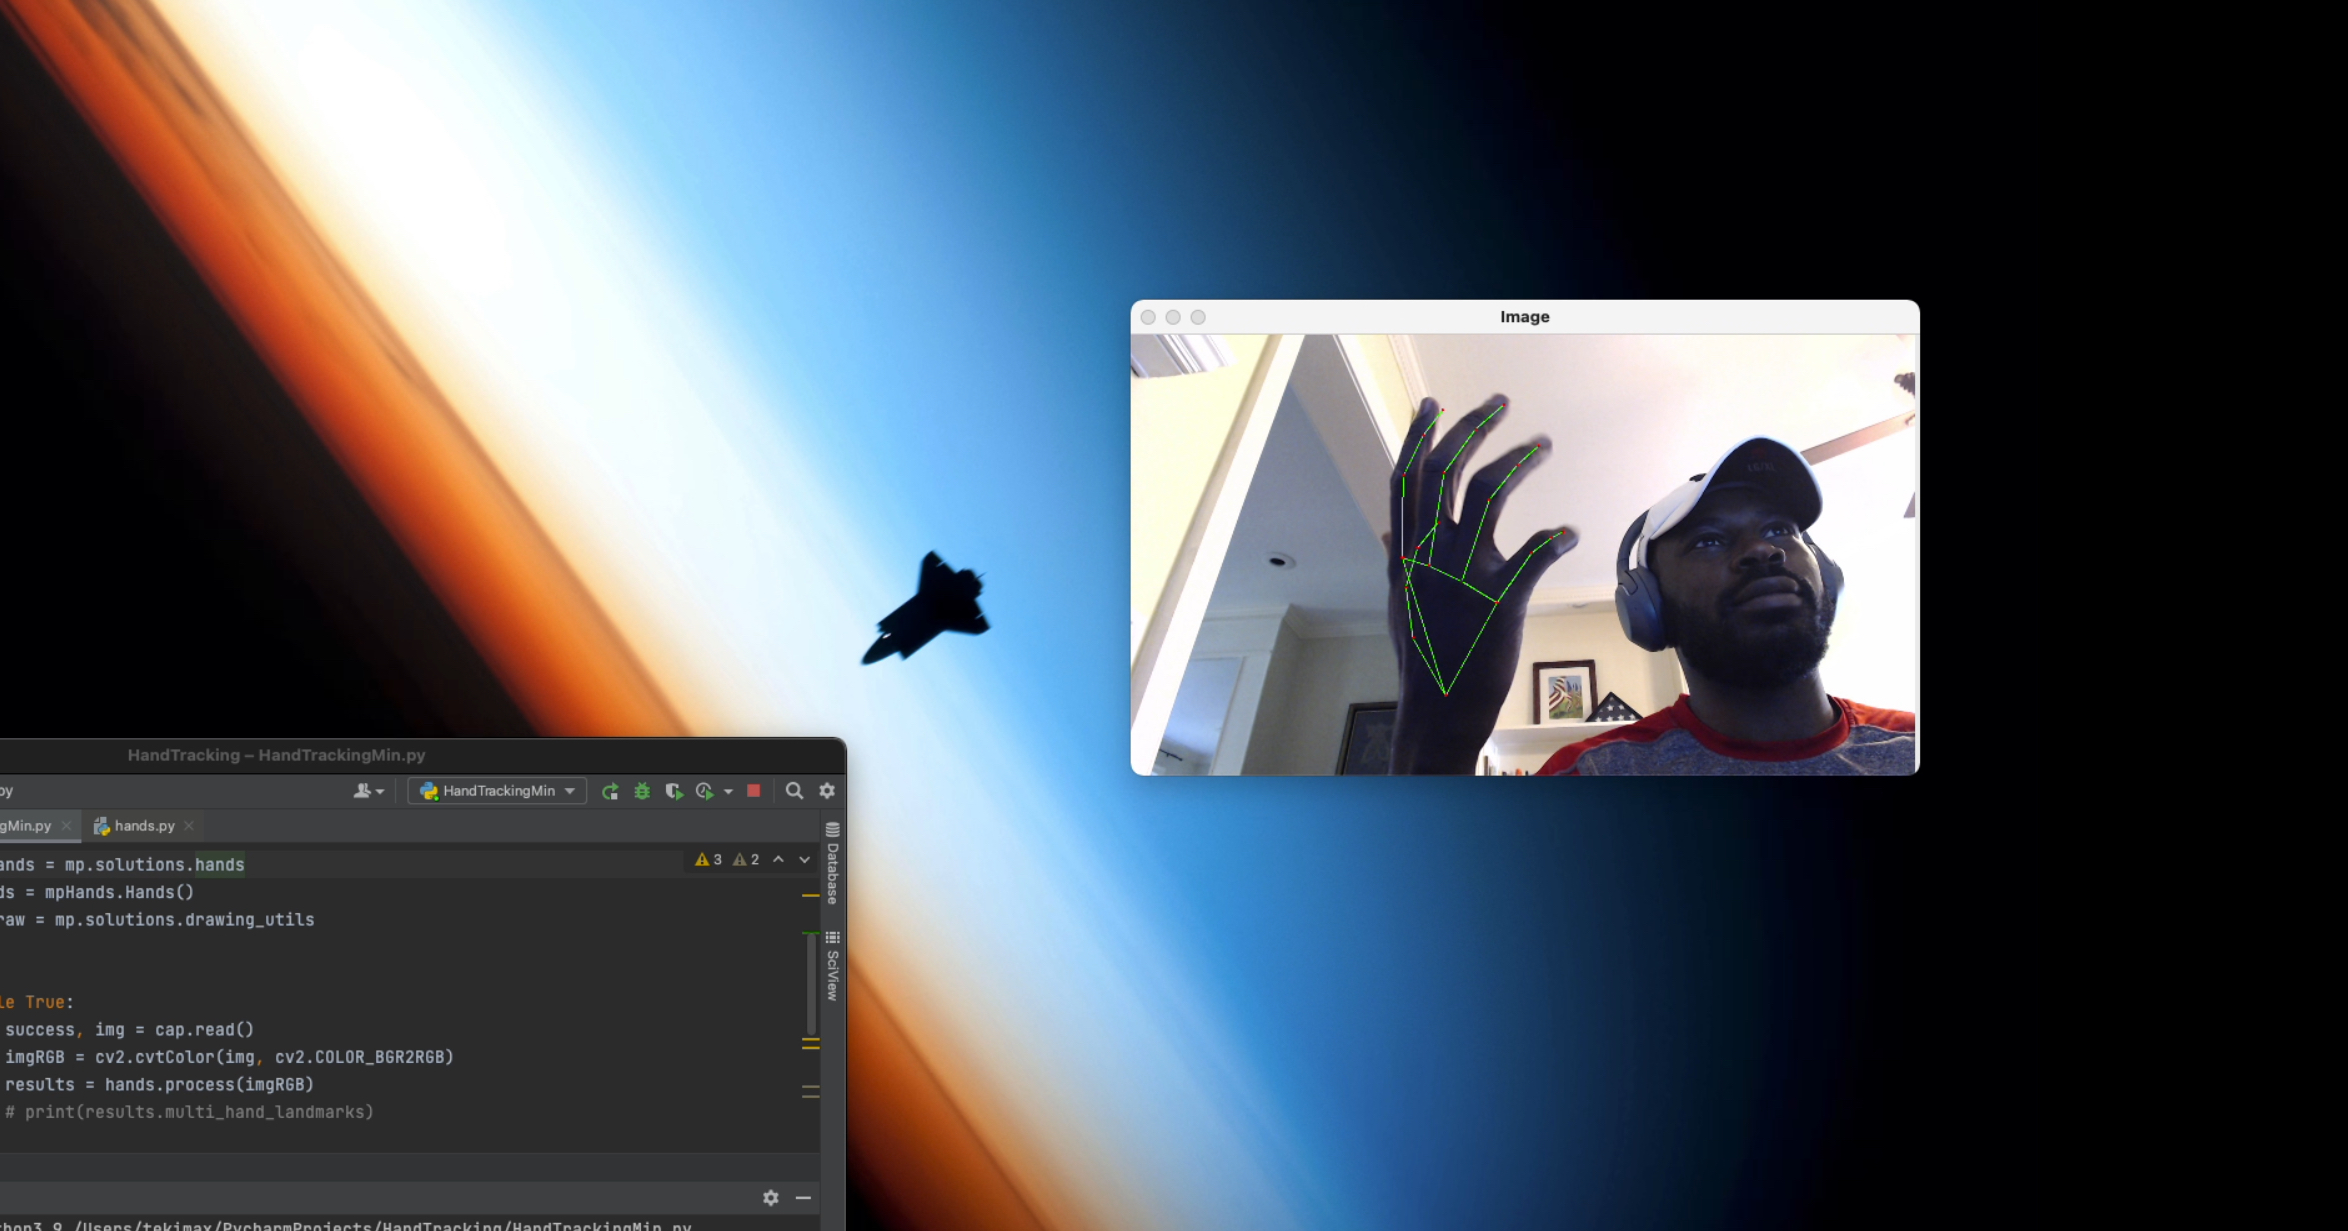 Image
HandTracking – HandTrackingMin.py
py
HandTrackingMin
gMin.py
hands.py
ands = mp.solutions.hands
3
2
ds = mpHands.Hands()
raw = mp.solutions.drawing_utils
le True:
success, img = cap.read()
imgRGB = cv2.cvtColor(img, cv2.COLOR_BGR2RGB)
results = hands.process(imgRGB)
# print(results.multi_hand_landmarks)
Database
SciView
thon3.9 /Users/tekimax/PycharmProjects/HandTracking/HandTrackingMin.py